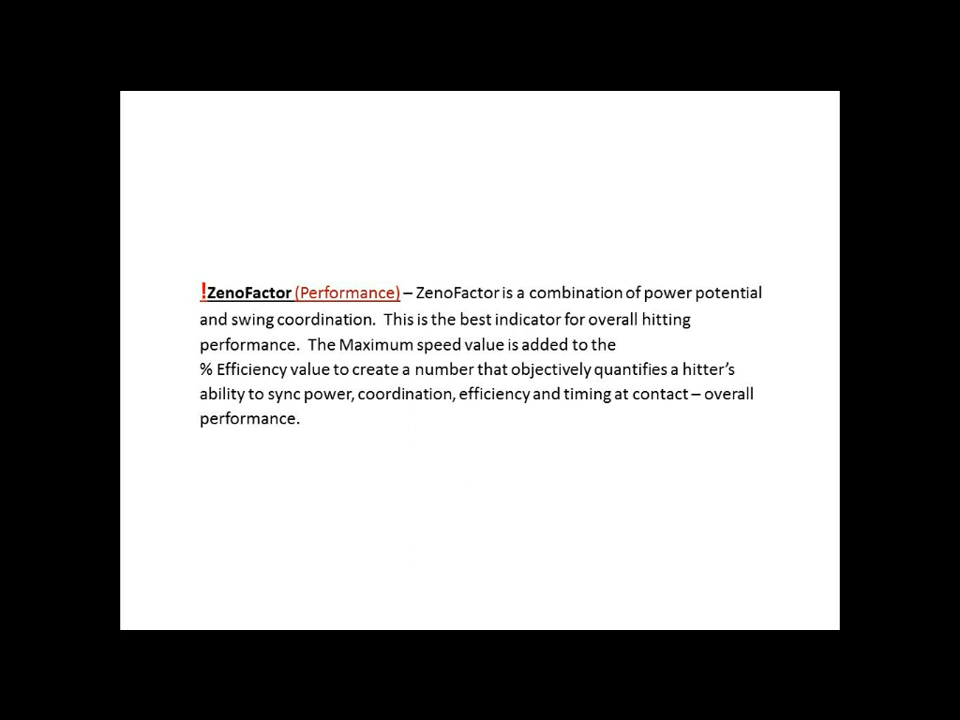 !ZenoFactor (Performance) – ZenoFactor is a combination of power potential
and swing coordination.  This is the best indicator for overall hitting
performance.  The Maximum speed value is added to the
% Efficiency value to create a number that objectively quantifies a hitter’s
ability to sync power, coordination, efficiency and timing at contact – overall
performance.